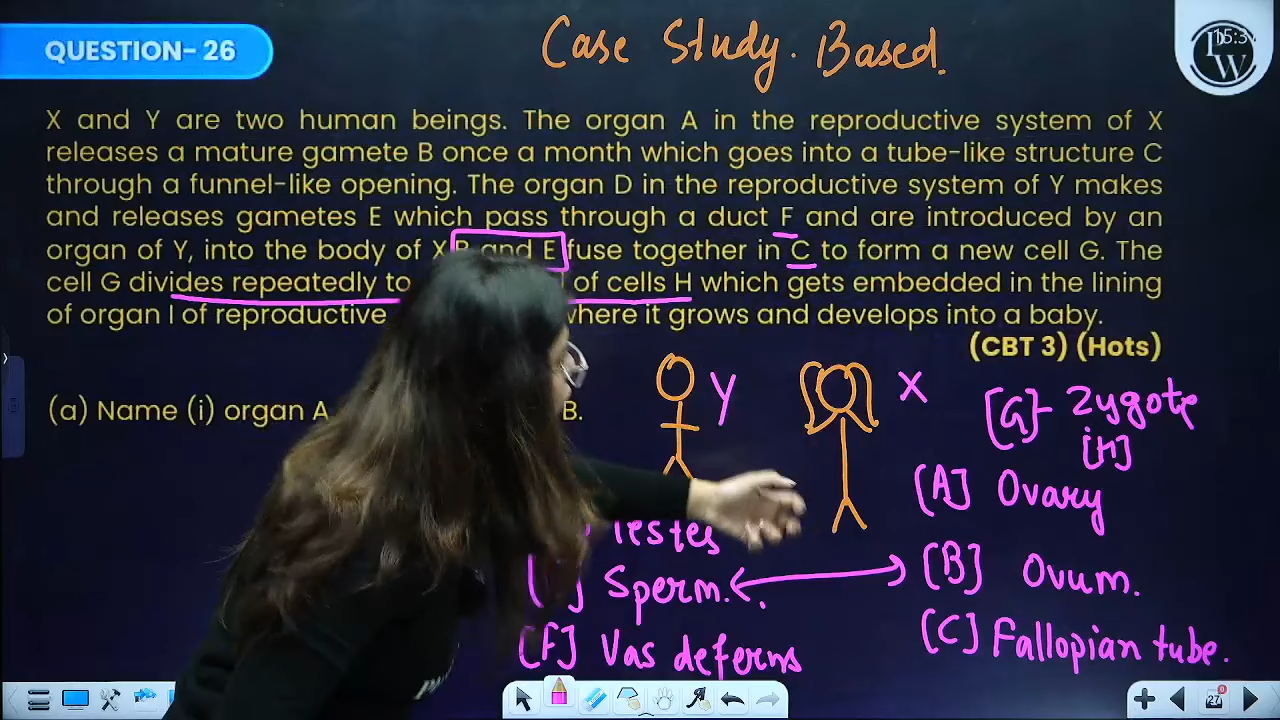 Case Study. Based.
QUESTION- 26
15:3
PW
X and Y are two human beings. The organ A in the reproductive system of X
releases a mature gamete B once a month which goes into a tube-like structure C
through a funnel-like opening. The organ D in the reproductive system of Y makes
and releases gametes E which pass through a duct F and are introduced by an
organ of Y, into the body of X B and E fuse together in C to form a new cell G. The
cell G divides repeatedly to of cells H which gets embedded in the lining
of organ I of reproductive where it grows and develops into a baby.
(CBT 3) (Hots)
(a) Name (i) organ A B.
Y
X
[G]- Zygote
[H]
[A] Ovary
Testes
[B] Ovum.
Sperm.
[C] Fallopian tube.
[F] Vas deferns
27